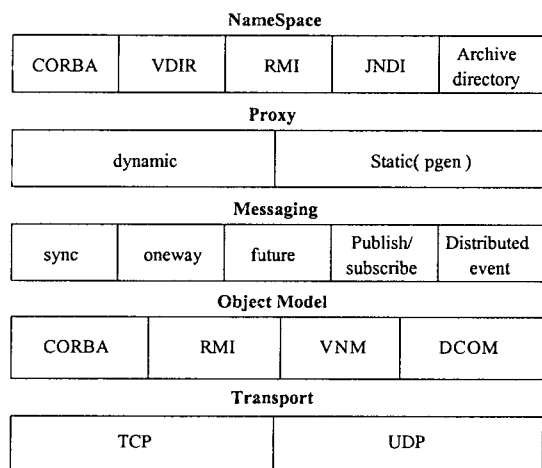 NameSpace
CORBA VDIR RMI JNDI Archive directory
Proxy
dynamic Static( pgen )
Messaging
sync oneway future Publish/ subscribe Distributed event
Object Model
CORBA RMI VNM DCOM
Transport
TCP UDP